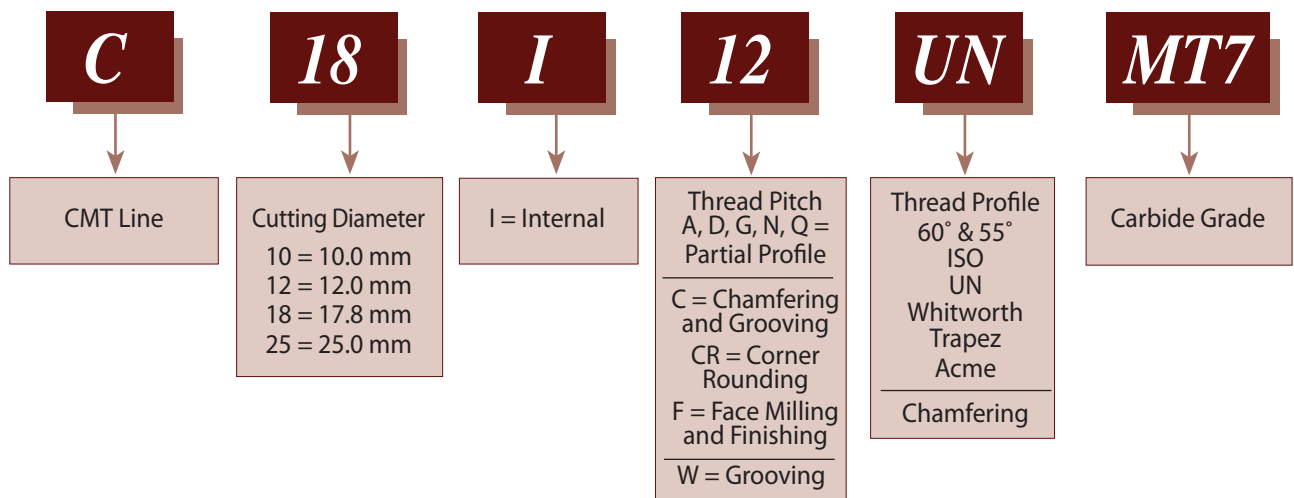 C
18
I
12
UN
MT7
CMT Line
Cutting Diameter
10 = 10.0 mm
12 = 12.0 mm
18 = 17.8 mm
25 = 25.0 mm
I = Internal
Thread Pitch
A, D, G, N, Q =
Partial Profile
C = Chamfering
and Grooving
CR = Corner
Rounding
F = Face Milling
and Finishing
W = Grooving
Thread Profile
60˚ & 55˚
ISO
UN
Whitworth
Trapez
Acme
Chamfering
Carbide Grade